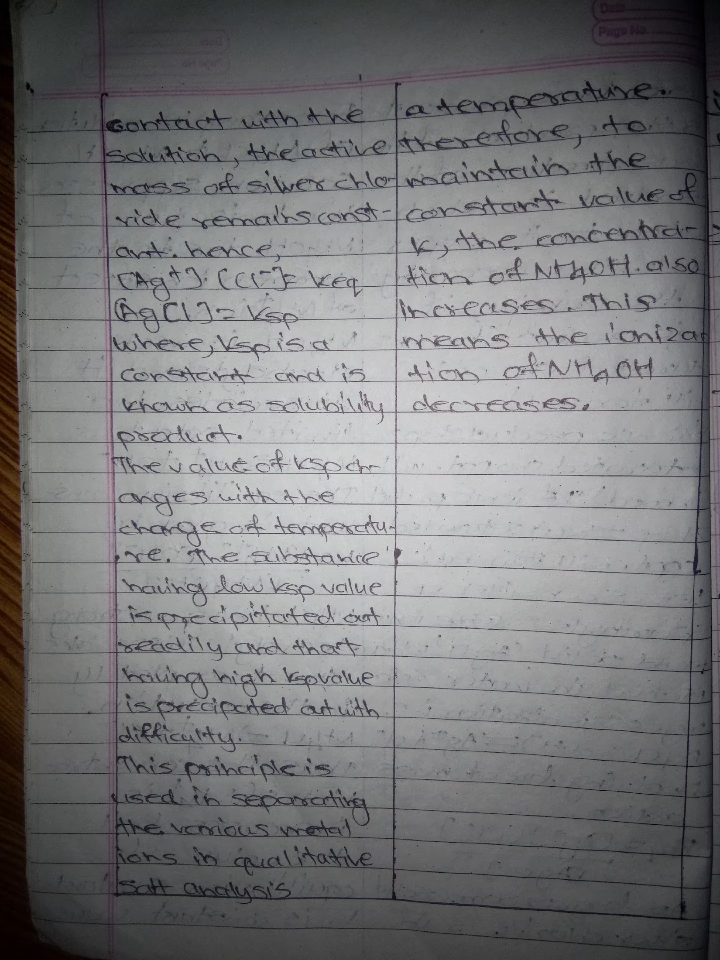 Date
Page No.
contact with the
solution, the active
mass of silver chlo-
ride remains const-
ant. hence,
[Ag+]. [Cl-]= Keq
[AgCl]= Ksp
where, Ksp is a
constant and is
known as solubility
product.
The value of Ksp ch-
anges with the
change of temperatu-
re. The substance
having low ksp value
is precipitated out
readily and that
having high Ksp value
is precipated out with
difficulty.
This principle is
used in separating
the various metal
ions in qualitative
salt analysis
a temperature.
therefore, to
maaintain the
constant value of
K, the concentra-
tion of NH4OH. also
Increases. This
means the ioniza
tion of NH4OH
decreases.